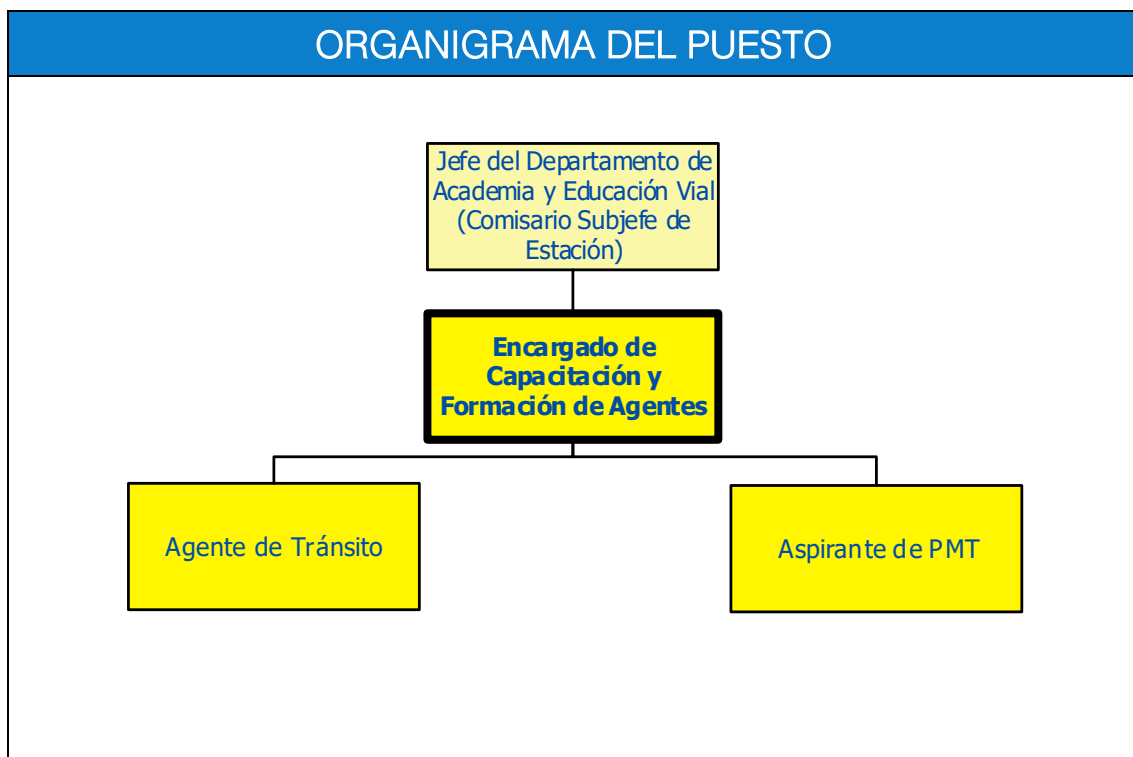 ORGANIGRAMA DEL PUESTO
Jefe del Departamento de
Academia y Educación Vial
(Comisario Subjefe de
Estación)
Encargado de
Capacitación y
Formación de Agentes
Agente de Tránsito
Aspirante de PMT